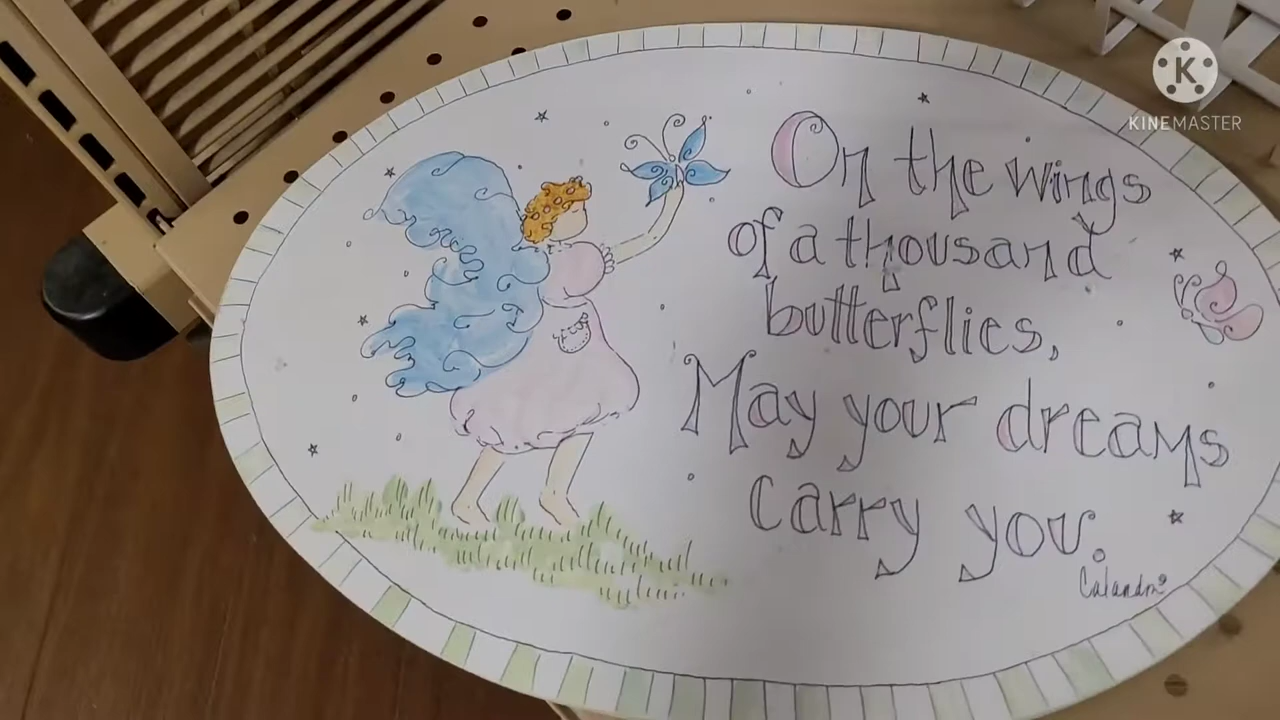 K
KINEMASTER
On the wings
of a thousand
butterflies,
May your dreams
carry you.